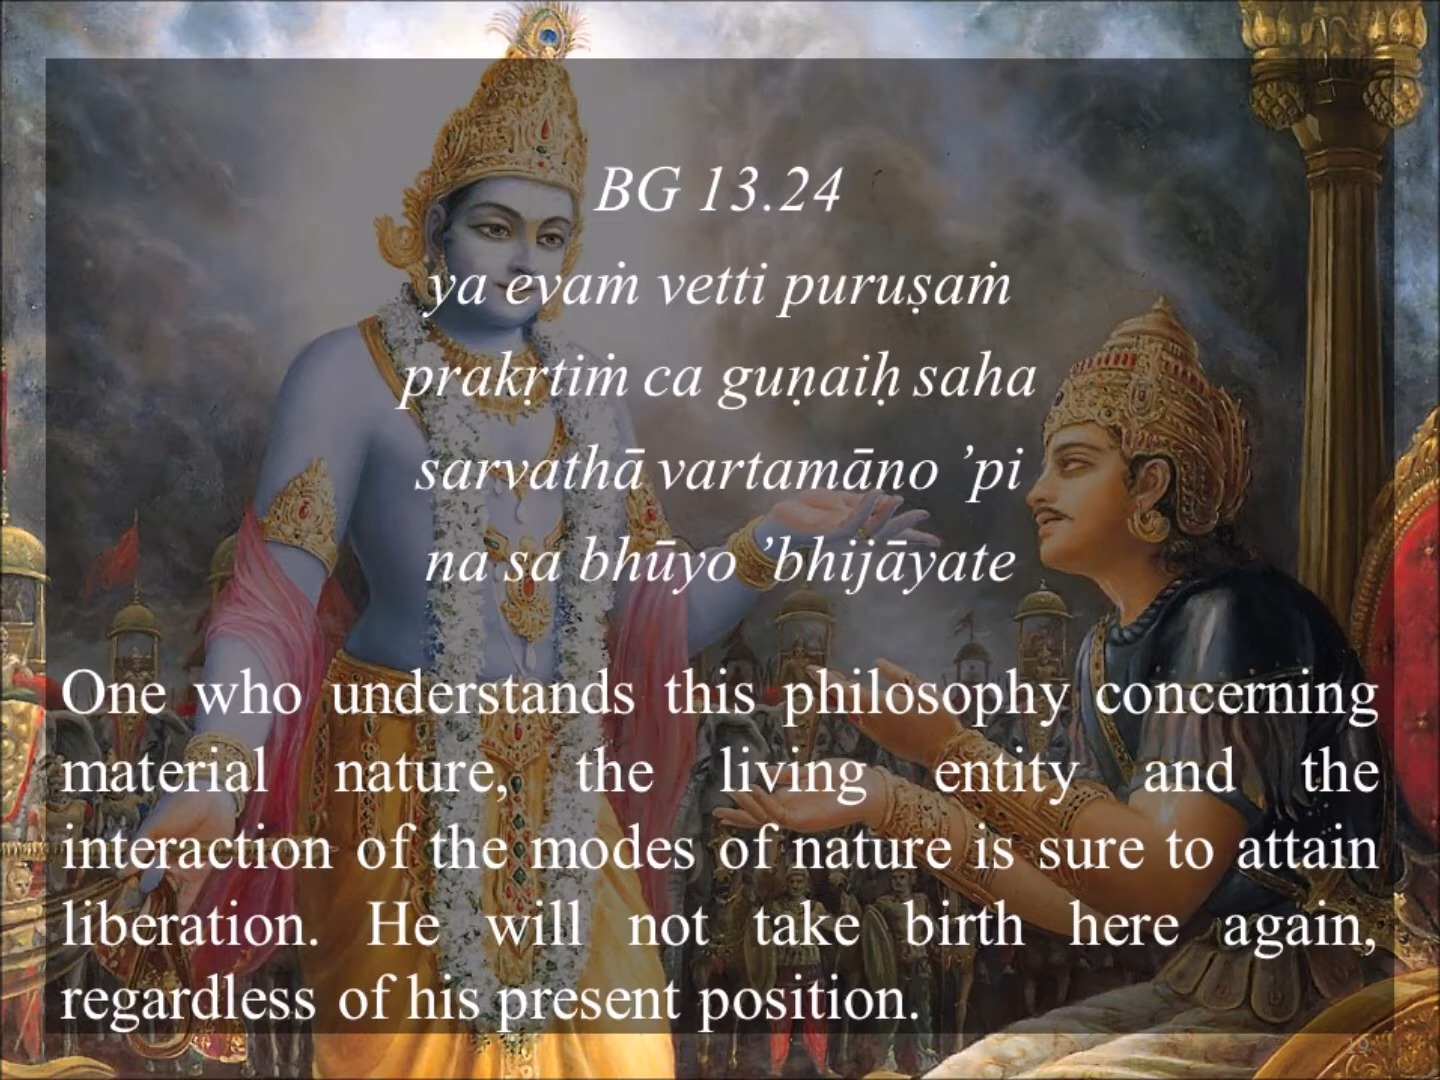 BG 13.24
ya evaṁ vetti puruṣaṁ
prakṛtiṁ ca guṇaiḥ saha
sarvathā vartamāno ’pi
na sa bhūyo ’bhijāyate
One who understands this philosophy concerning
material nature, the living entity and the
interaction of the modes of nature is sure to attain
liberation. He will not take birth here again,
regardless of his present position.
19